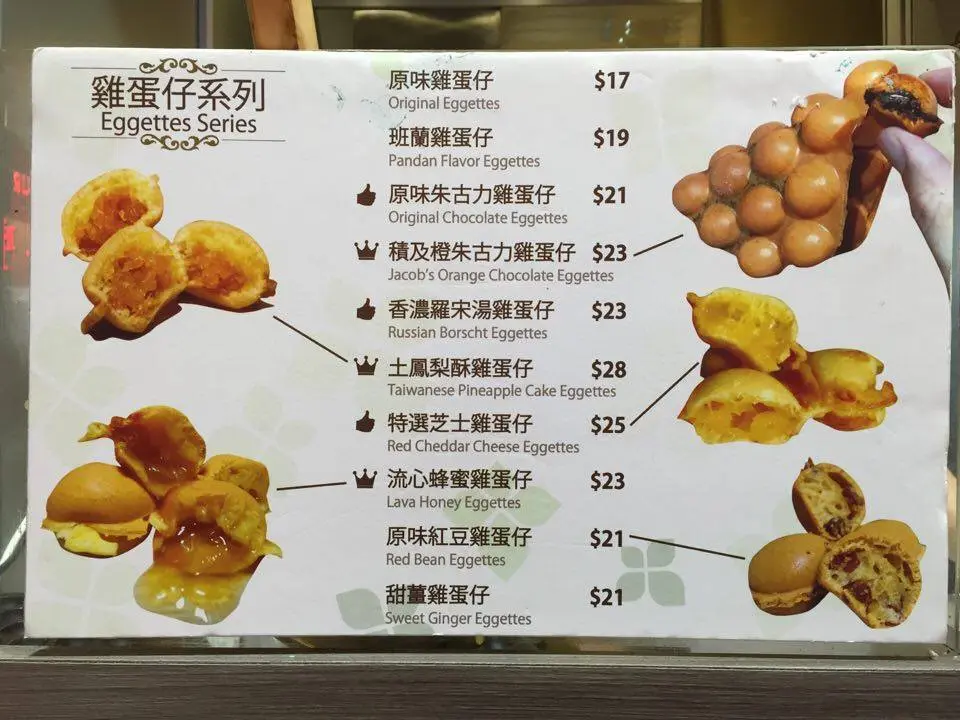 雞蛋仔系列
Eggettes Series
原味雞蛋仔 $17
Original Eggettes
班蘭雞蛋仔 $19
Pandan Flavor Eggettes
原味朱古力雞蛋仔 $21
Original Chocolate Eggettes
積及橙朱古力雞蛋仔 $23
Jacob's Orange Chocolate Eggettes
香濃羅宋湯雞蛋仔 $23
Russian Borscht Eggettes
土鳳梨酥雞蛋仔 $28
Taiwanese Pineapple Cake Eggettes
特選芝士雞蛋仔 $25
Red Cheddar Cheese Eggettes
流心蜂蜜雞蛋仔 $23
Lava Honey Eggettes
原味紅豆雞蛋仔 $21
Red Bean Eggettes
甜薑雞蛋仔 $21
Sweet Ginger Eggettes